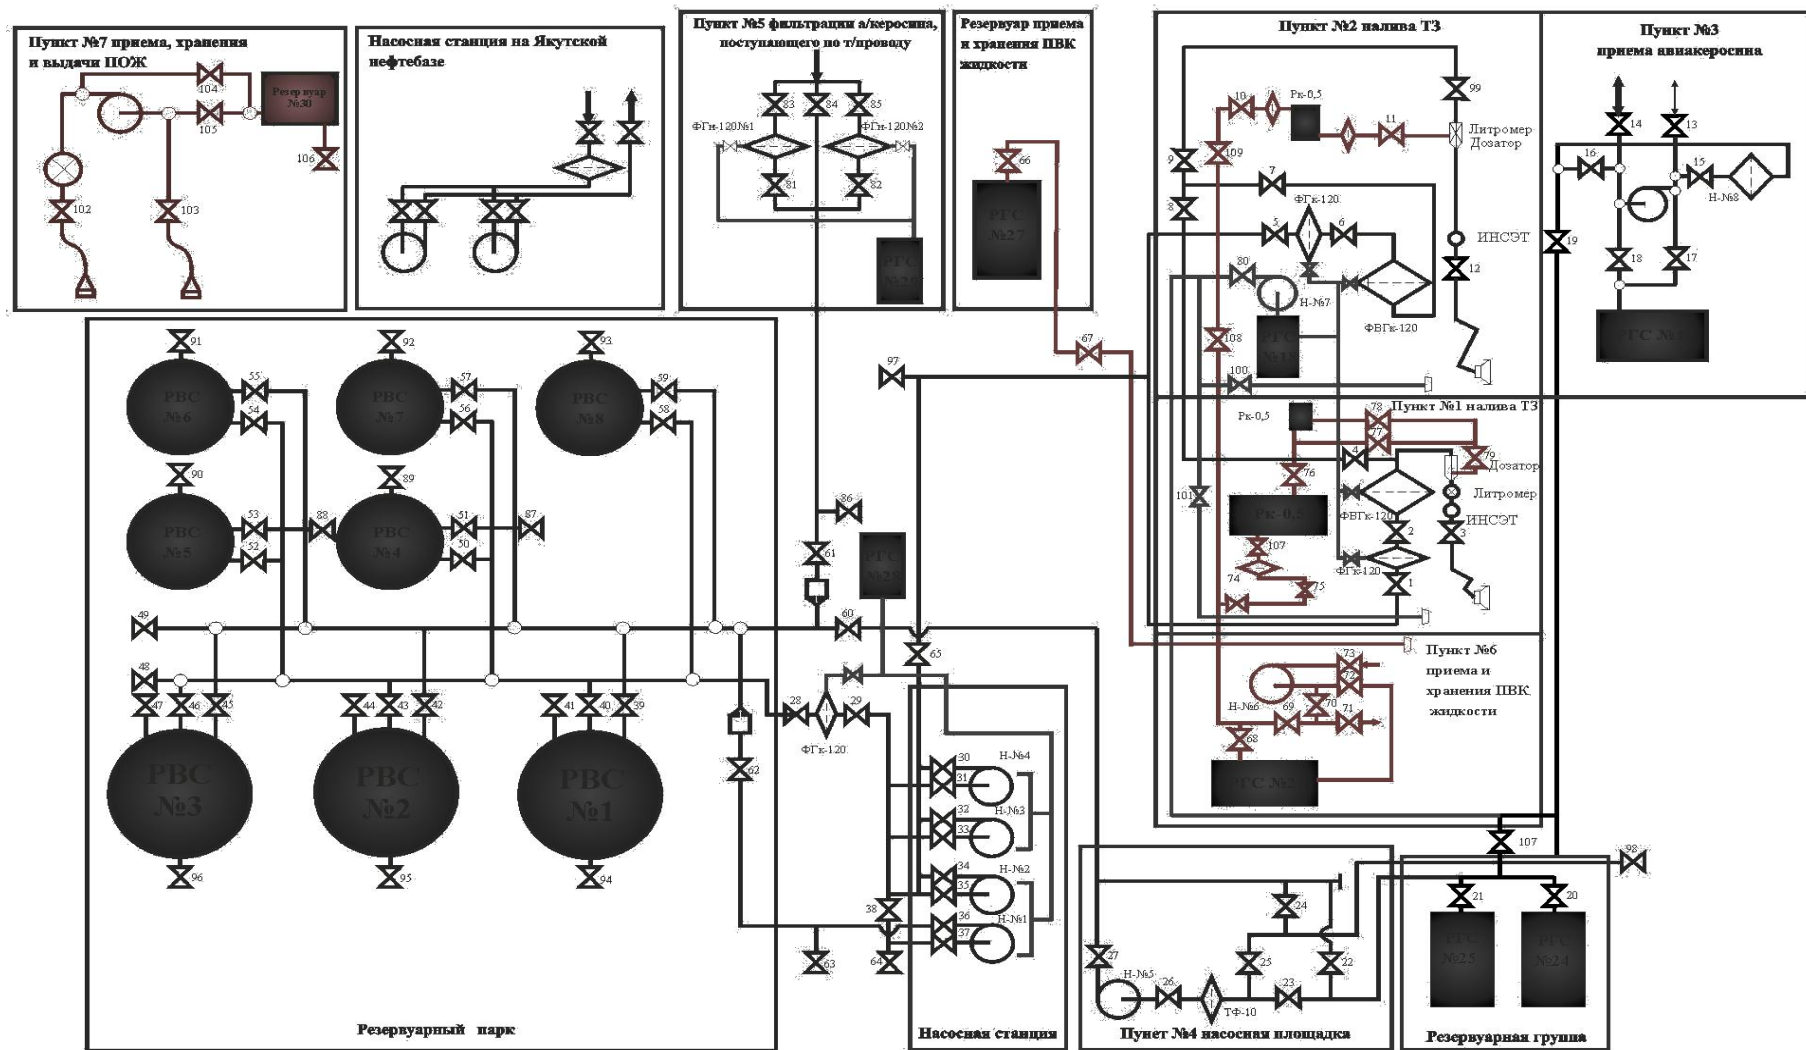 Пункт №7 приема, хранения
и выдачи ПОЖ
104
105
Резервуар
№30
106
102
103
Насосная станция на Якутской
нефтебазе
Пункт №5 фильтрации а/керосина,
поступающего по т/проводу
83
84
85
ФГн-120№1
ФГн-120№2
81
82
Резервуар приема
и хранения ПВК
жидкости
66
РГС
№27
67
Пункт №2 налива ТЗ
99
10
Рк-0,5
11
Литромер
Дозатор
109
9
7
8
ФГк-120
5
6
ИНСЭТ
12
80
Н-№7
ФВГк-120
108
РГС
100
Пункт №3
приема авиакеросина
14
13
16
15
Н-№8
19
18
17
РГС
Пункт №1 налива ТЗ
Рк-0,5
78
77
79
4
76
Дозатор
101
Литромер
Рк-0,5
ФВГк-120
ИНСЭТ
2
3
107
74
75
ФГк-120
1
Пункт №6
приема и
хранения ПВК
жидкости
73
72
Н-№6
69
70
71
68
РГС №2
91
92
93
РВС
№6
55
54
РВС
№7
57
56
РВС
№8
59
58
90
89
РВС
№5
53
52
88
РВС
№4
51
50
87
86
61
РГС
97
49
60
65
48
47
46
45
44
43
42
41
40
39
28
29
ФГк-120
РВС
№3
РВС
№2
РВС
№1
62
96
95
94
30
31
Н-№4
32
33
Н-№3
34
35
Н-№2
36
37
Н-№1
38
63
64
107
98
24
21
20
27
25
22
Н-№5
26
23
ТФ-10
РГС
№25
РГС
№24
Резервуарный парк
Насосная станция
Пунет №4 насосная площадка
Резервуарная группа